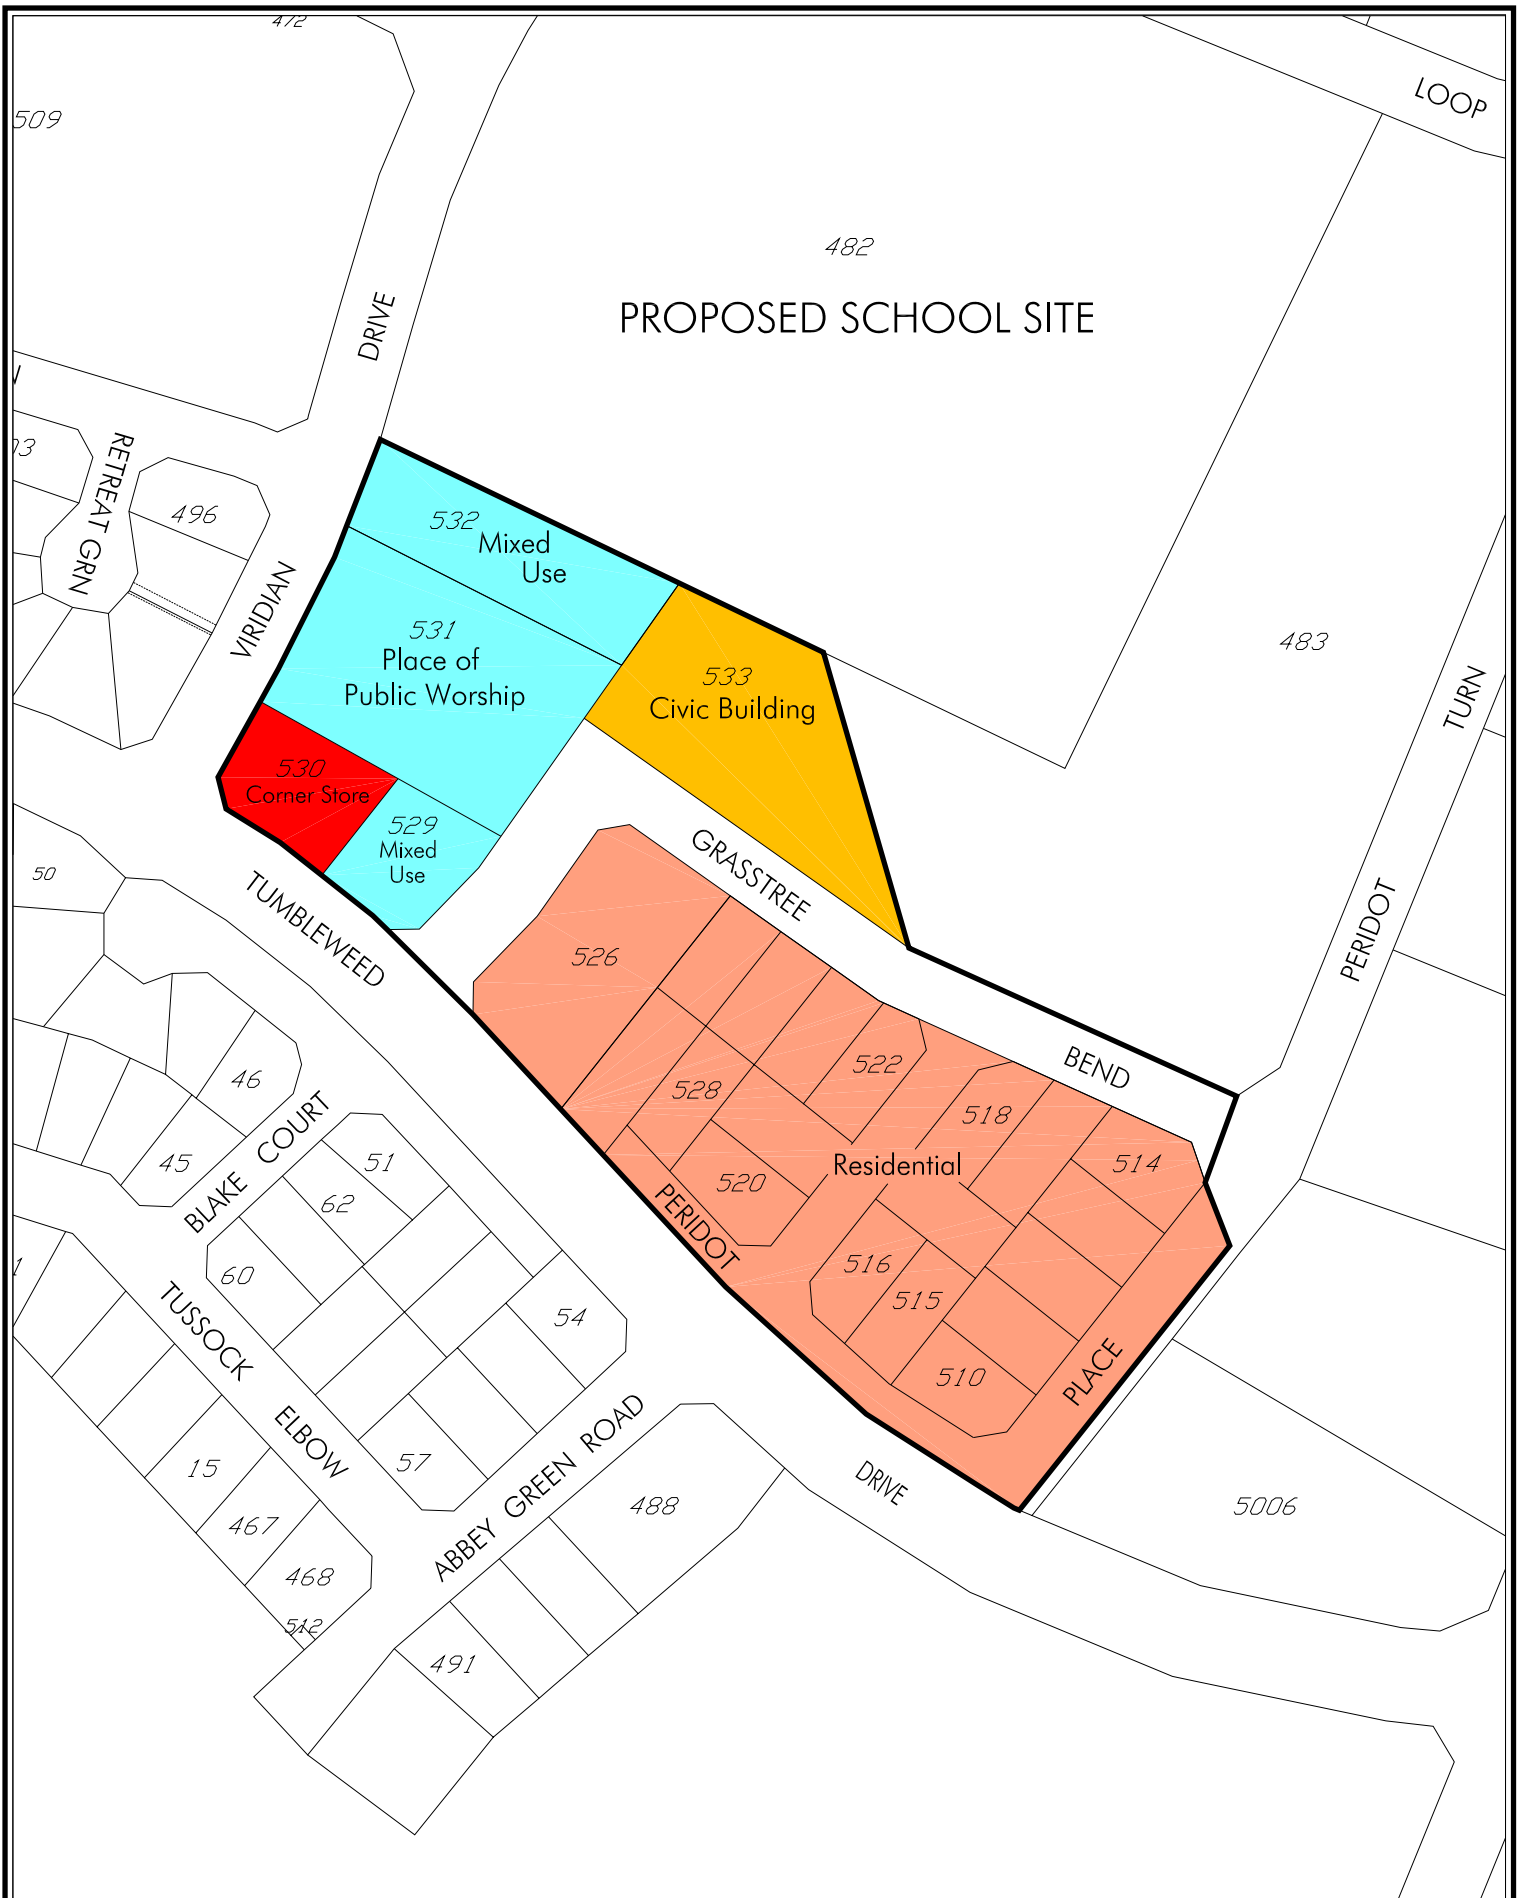 472
509
LOOP
482
PROPOSED SCHOOL SITE
DRIVE
RETREAT GRN
496
532
Mixed
Use
VIRIDIAN
531
Place of
Public Worship
533
Civic Building
483
TURN
530
Corner Store
529
Mixed
Use
50
GRASSTREE
TUMBLEWEED
526
PERIDOT
46
528
522
BEND
518
BLAKE COURT
45
51
62
520
Residential
514
PERIDOT
60
516
515
54
TUSSOCK
510
PLACE
ELBOW
57
15
467
468
512
ABBEY GREEN ROAD
488
DRIVE
5006
491